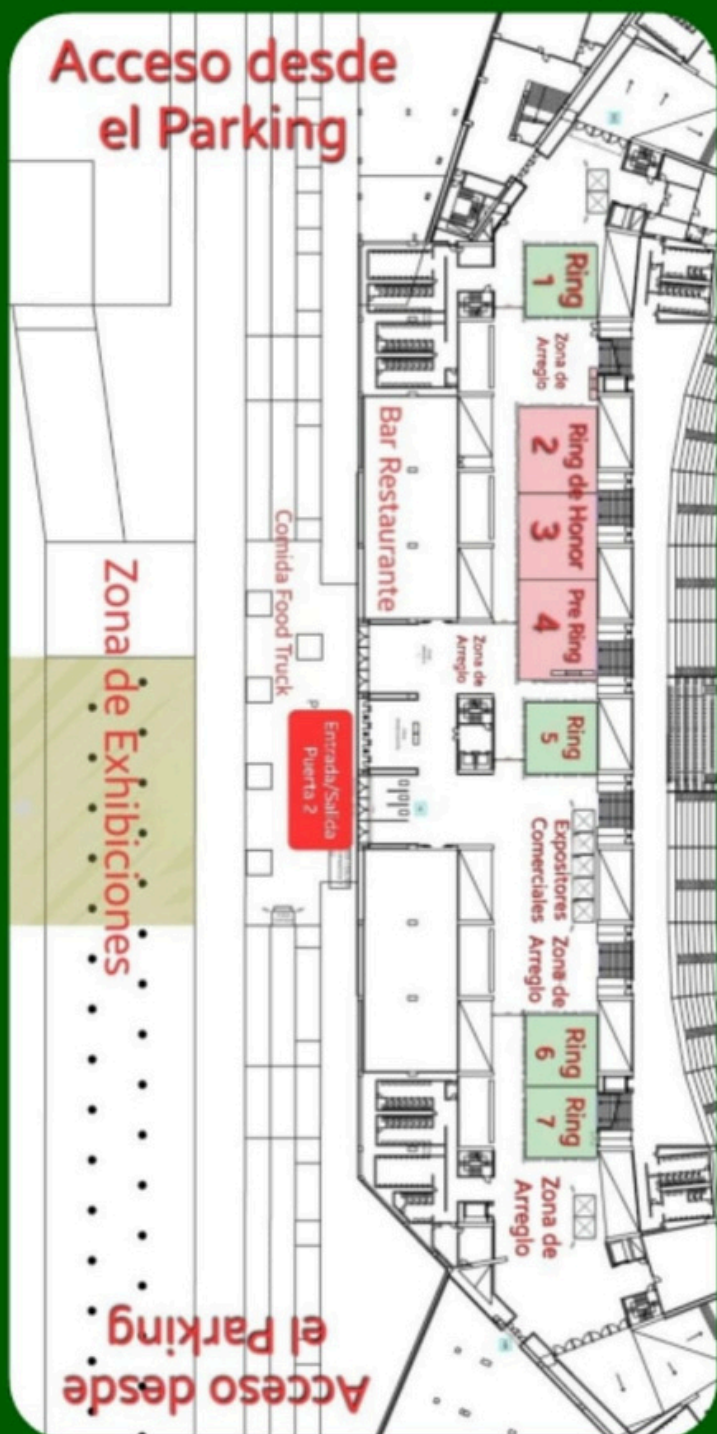 Acceso desde
el Parking
Ring
1
Zona de
Arreglo
Ring de Honor
2
3
Pre Ring
4
Bar Restaurante
Comida Food Truck
Zona de
Arreglo
Zona de Exhibiciones
Entrada/Salida
Puerta 2
Ring
5
Expositores
Comerciales
Zona de
Arreglo
Ring
6
Ring
7
Zona de
Arreglo
Acceso desde
el Parking